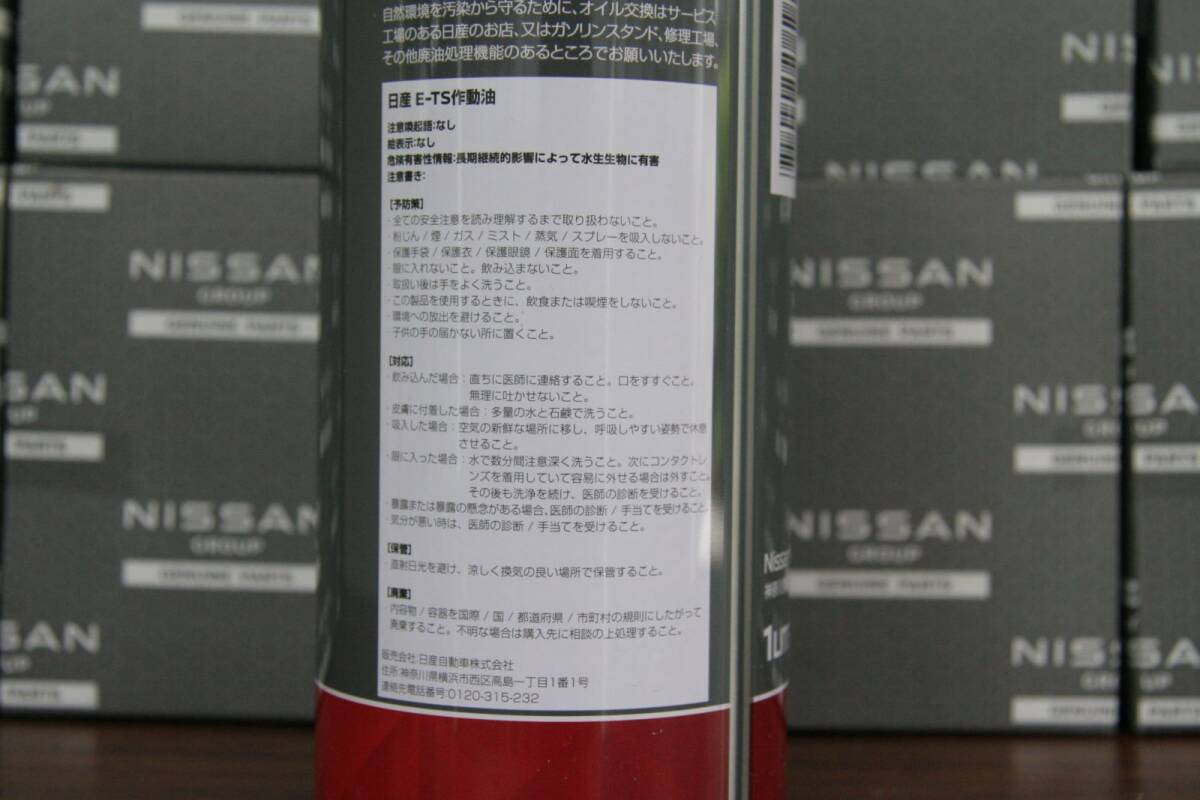 自然環境を汚染から守るために、オイル交換はサービス
工場のある日産のお店、又はガソリンスタンド、修理工場、
その他廃油処理機能のあるところでお願いいたします。
日産 E-TS作動油
注意喚起語:なし
絵表示:なし
危険有害性情報:長期継続的影響によって水生生物に有害
注意書き:
[予防策]
・全ての安全注意を読み理解するまで取り扱わないこと。
・粉じん / 煙 / ガス / ミスト / 蒸気 / スプレーを吸入しないこと。
・保護手袋 / 保護衣 / 保護眼鏡 / 保護面を着用すること。
・眼に入れないこと。飲み込まないこと。
・取扱い後は手をよく洗うこと。
・この製品を使用するときに、飲食または喫煙をしないこと。
・環境への放出を避けること。
・子供の手の届かない所に置くこと。
[対応]
・飲み込んだ場合：直ちに医師に連絡すること。口をすすぐこと。
無理に吐かせないこと。
・皮膚に付着した場合：多量の水と石鹸で洗うこと。
・吸入した場合：空気の新鮮な場所に移し、呼吸しやすい姿勢で休息
させること。
・眼に入った場合：水で数分間注意深く洗うこと。次にコンタクトレ
ンズを着用していて容易に外せる場合は外すこと。
その後も洗浄を続け、医師の診断を受けること。
・暴露または暴露の懸念がある場合、医師の診断 / 手当てを受けること。
・気分が悪い時は、医師の診断 / 手当てを受けること。
[保管]
・直射日光を避け、涼しく換気の良い場所で保管すること。
[廃棄]
・内容物 / 容器を国際 / 国 / 都道府県 / 市町村の規則にしたがって
廃棄すること。不明な場合は購入先に相談の上処理すること。
販売会社:日産自動車株式会社
住所:神奈川県横浜市西区高島一丁目1番1号
連絡先電話番号:0120-315-232
NISSAN
GROUP
GENUINE PARTS
NISSAN
GROUP
GENUINE PARTS
NISSAN
GROUP
GENUINE PARTS
NISSAN
GROUP
GENUINE PARTS